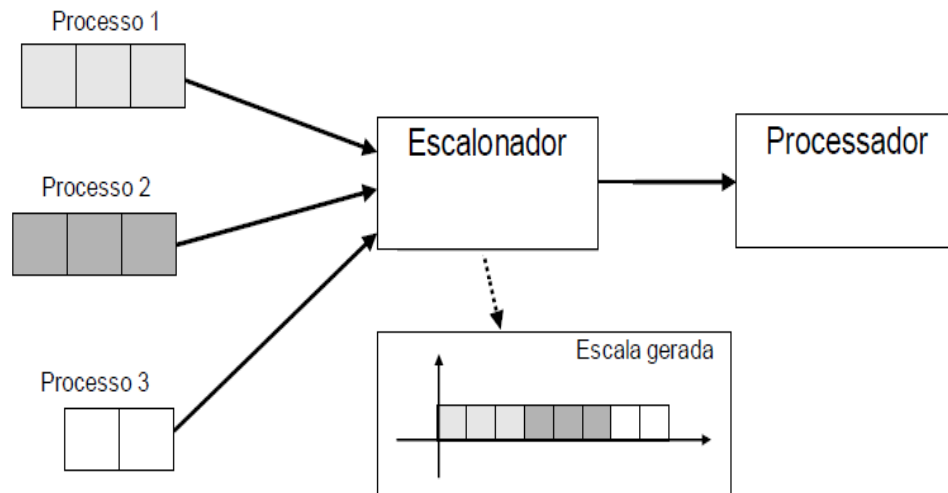 Processo 1
Processo 2
Processo 3
Escalonador
Processador
Escala gerada